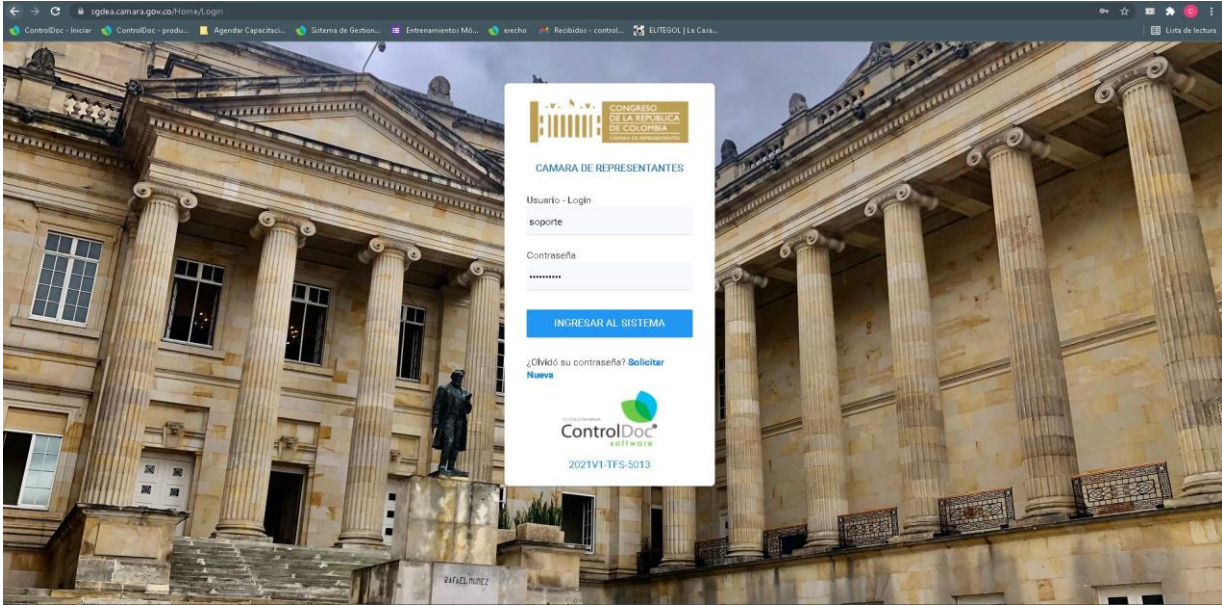 sgdea.camara.gov.co/Home/Login
ControlDoc - Iniciar
ControlDoc - produ...
Agendar Capacitaci...
Sistema de Gestion...
Entrenamientos Mó...
erecho
Recibidos - control...
ELITEGOL | La Casa...
Lista de lectura
CONGRESO
DE LA REPÚBLICA
DE COLOMBIA
CÁMARA DE REPRESENTANTES
CAMARA DE REPRESENTANTES
Usuario - Login
soporte
Contraseña
••••••••••
INGRESAR AL SISTEMA
¿Olvidó su contraseña? Solicitar
Nueva
ControlDoc®
software
2021V1-TFS-5013
RAFAEL NUÑEZ